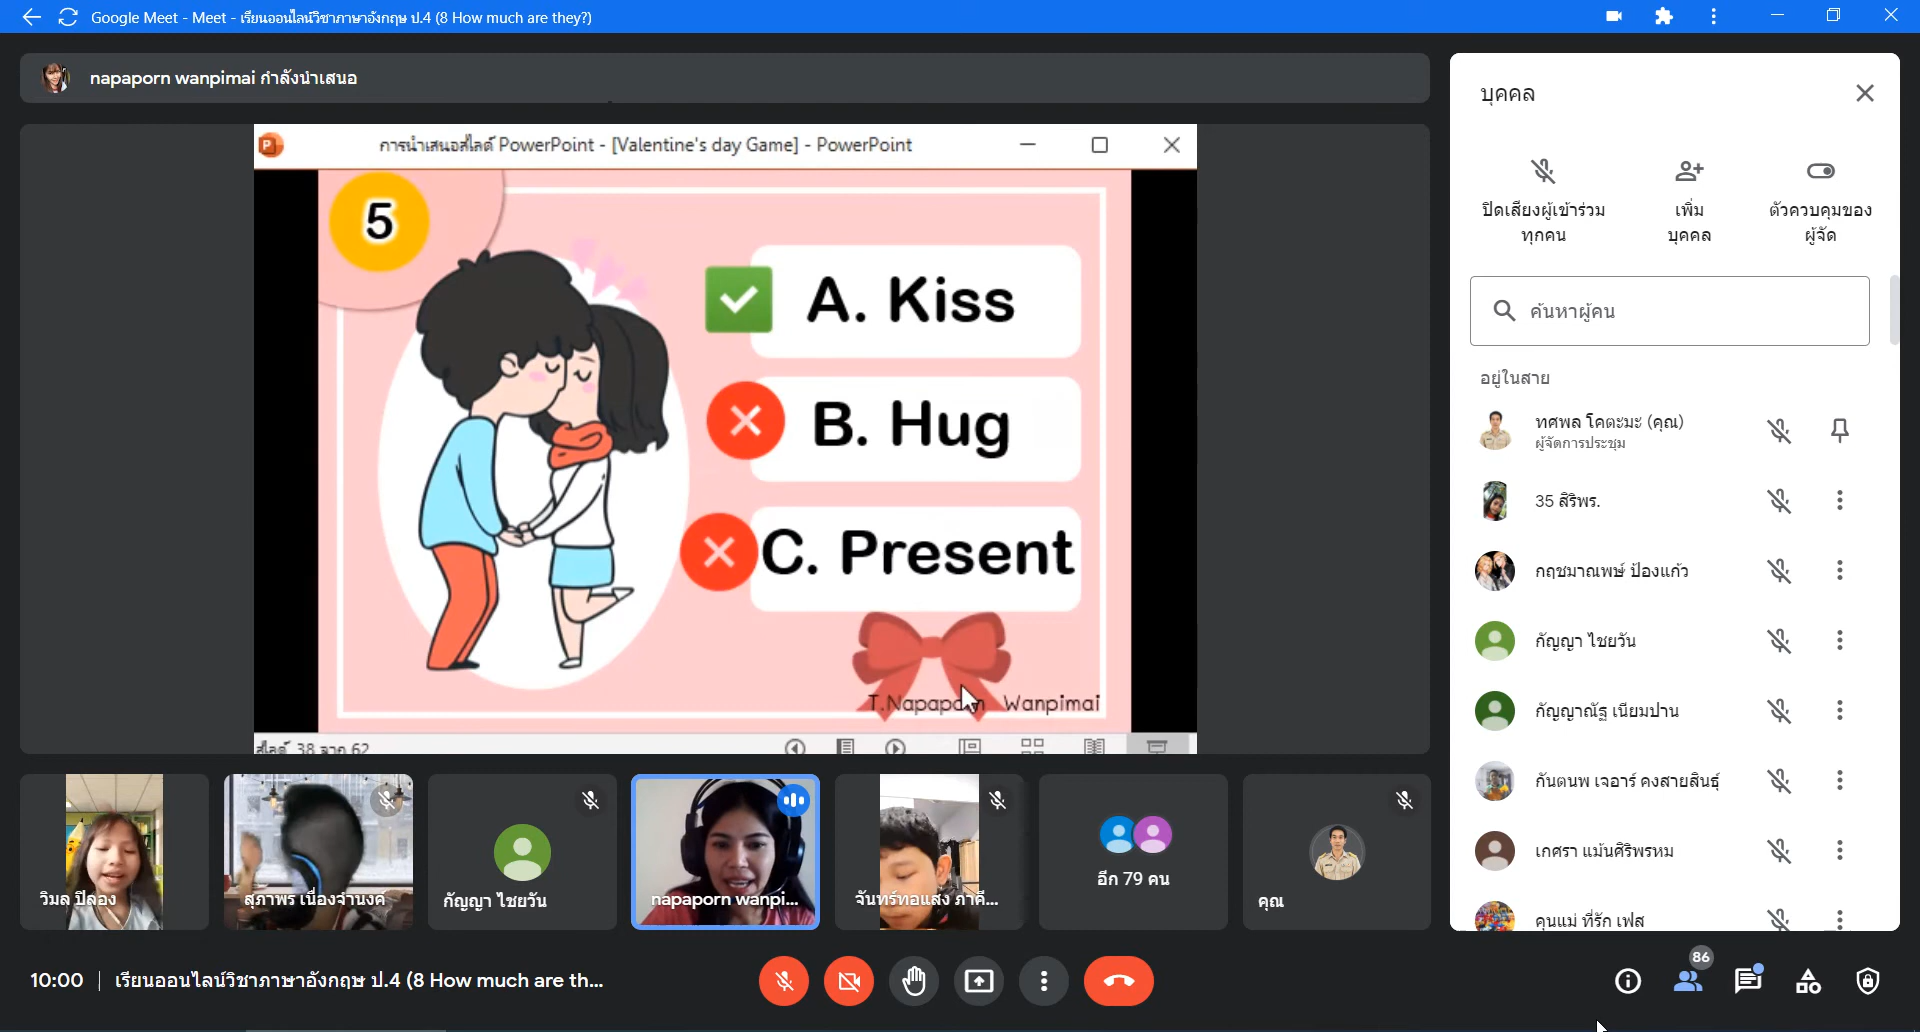 Google Meet - Meet - เรียนออนไลน์วิชาภาษาอังกฤษ ป.4 (8 How much are they?)
napaporn wanpimai กำลังนำเสนอ
การนำเสนอสไลด์ PowerPoint - [Valentine's day Game] - PowerPoint
5
A. Kiss
B. Hug
C. Present
T.Napaporn Wanpimai
สไลด์ 38 จาก 62
วิมล ปิลอง
สุภาพร เนื่องจำนงค์
กัญญา ไชยวัน
napaporn wanpi...
จันทร์ทอแสง ภาคี...
อีก 79 คน
คุณ
10:00
เรียนออนไลน์วิชาภาษาอังกฤษ ป.4 (8 How much are th...
86
บุคคล
ปิดเสียงผู้เข้าร่วม
ทุกคน
เพิ่ม
บุคคล
ตัวควบคุมของ
ผู้จัด
ค้นหาผู้คน
อยู่ในสาย
ทศพล โคตะมะ (คุณ)
ผู้จัดการประชุม
35 สิริพร.
กฤชมาณพษ์ ป้องแก้ว
กัญญา ไชยวัน
กัญญาณัฐ เนียมปาน
กันตนพ เจอาร์ คงสายสินธุ์
เกศรา แม้นศิริพรหม
คุนแม่ ที่รัก เฟส